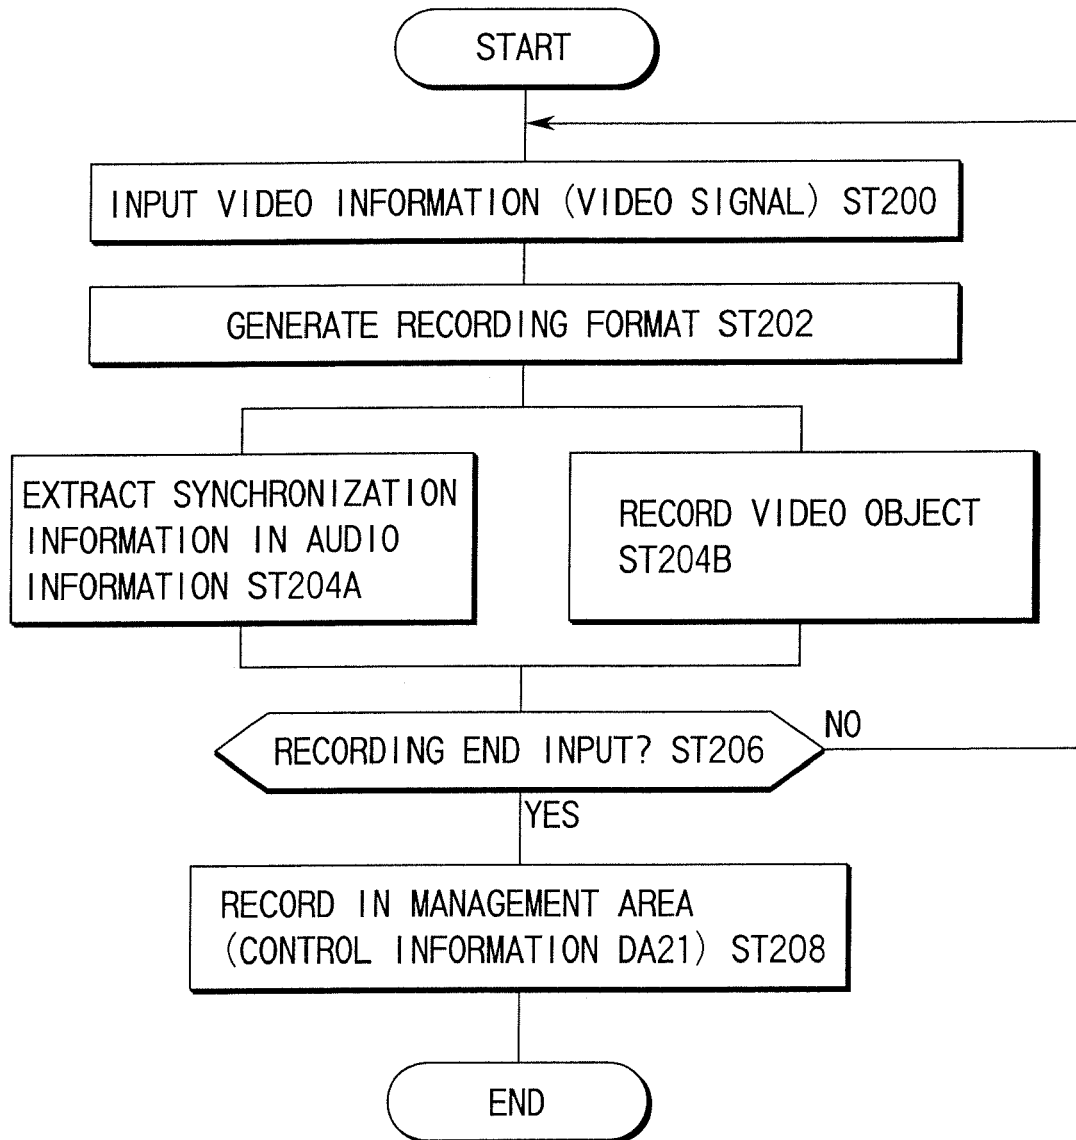 START
INPUT VIDEO INFORMATION (VIDEO SIGNAL) ST200
GENERATE RECORDING FORMAT ST202
EXTRACT SYNCHRONIZATION
INFORMATION IN AUDIO
INFORMATION ST204A
RECORD VIDEO OBJECT
ST204B
RECORDING END INPUT? ST206
NO
YES
RECORD IN MANAGEMENT AREA
(CONTROL INFORMATION DA21) ST208
END